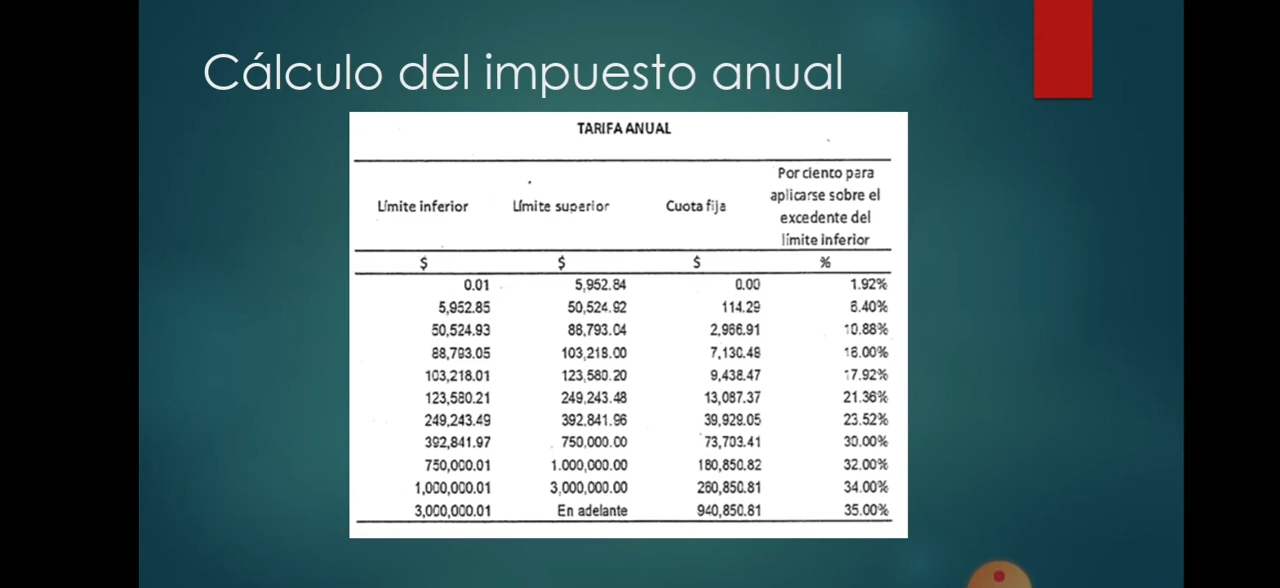 Cálculo del impuesto anual
TARIFA ANUAL
Límite inferior Límite superior Cuota fija Por ciento para
aplicarse sobre el
excedente del
límite inferior
$ $ $ %
0.01 5,952.84 0.00 1.92%
5,952.85 50,524.92 114.29 6.40%
50,524.93 88,793.04 2,966.91 10.88%
88,793.05 103,218.00 7,130.48 16.00%
103,218.01 123,580.20 9,438.47 17.92%
123,580.21 249,243.48 13,087.37 21.36%
249,243.49 392,841.96 39,929.05 23.52%
392,841.97 750,000.00 73,703.41 30.00%
750,000.01 1.000,000.00 180,850.82 32.00%
1,000,000.01 3,000,000.00 260,850.81 34.00%
3,000,000.01 En adelante 940,850.81 35.00%